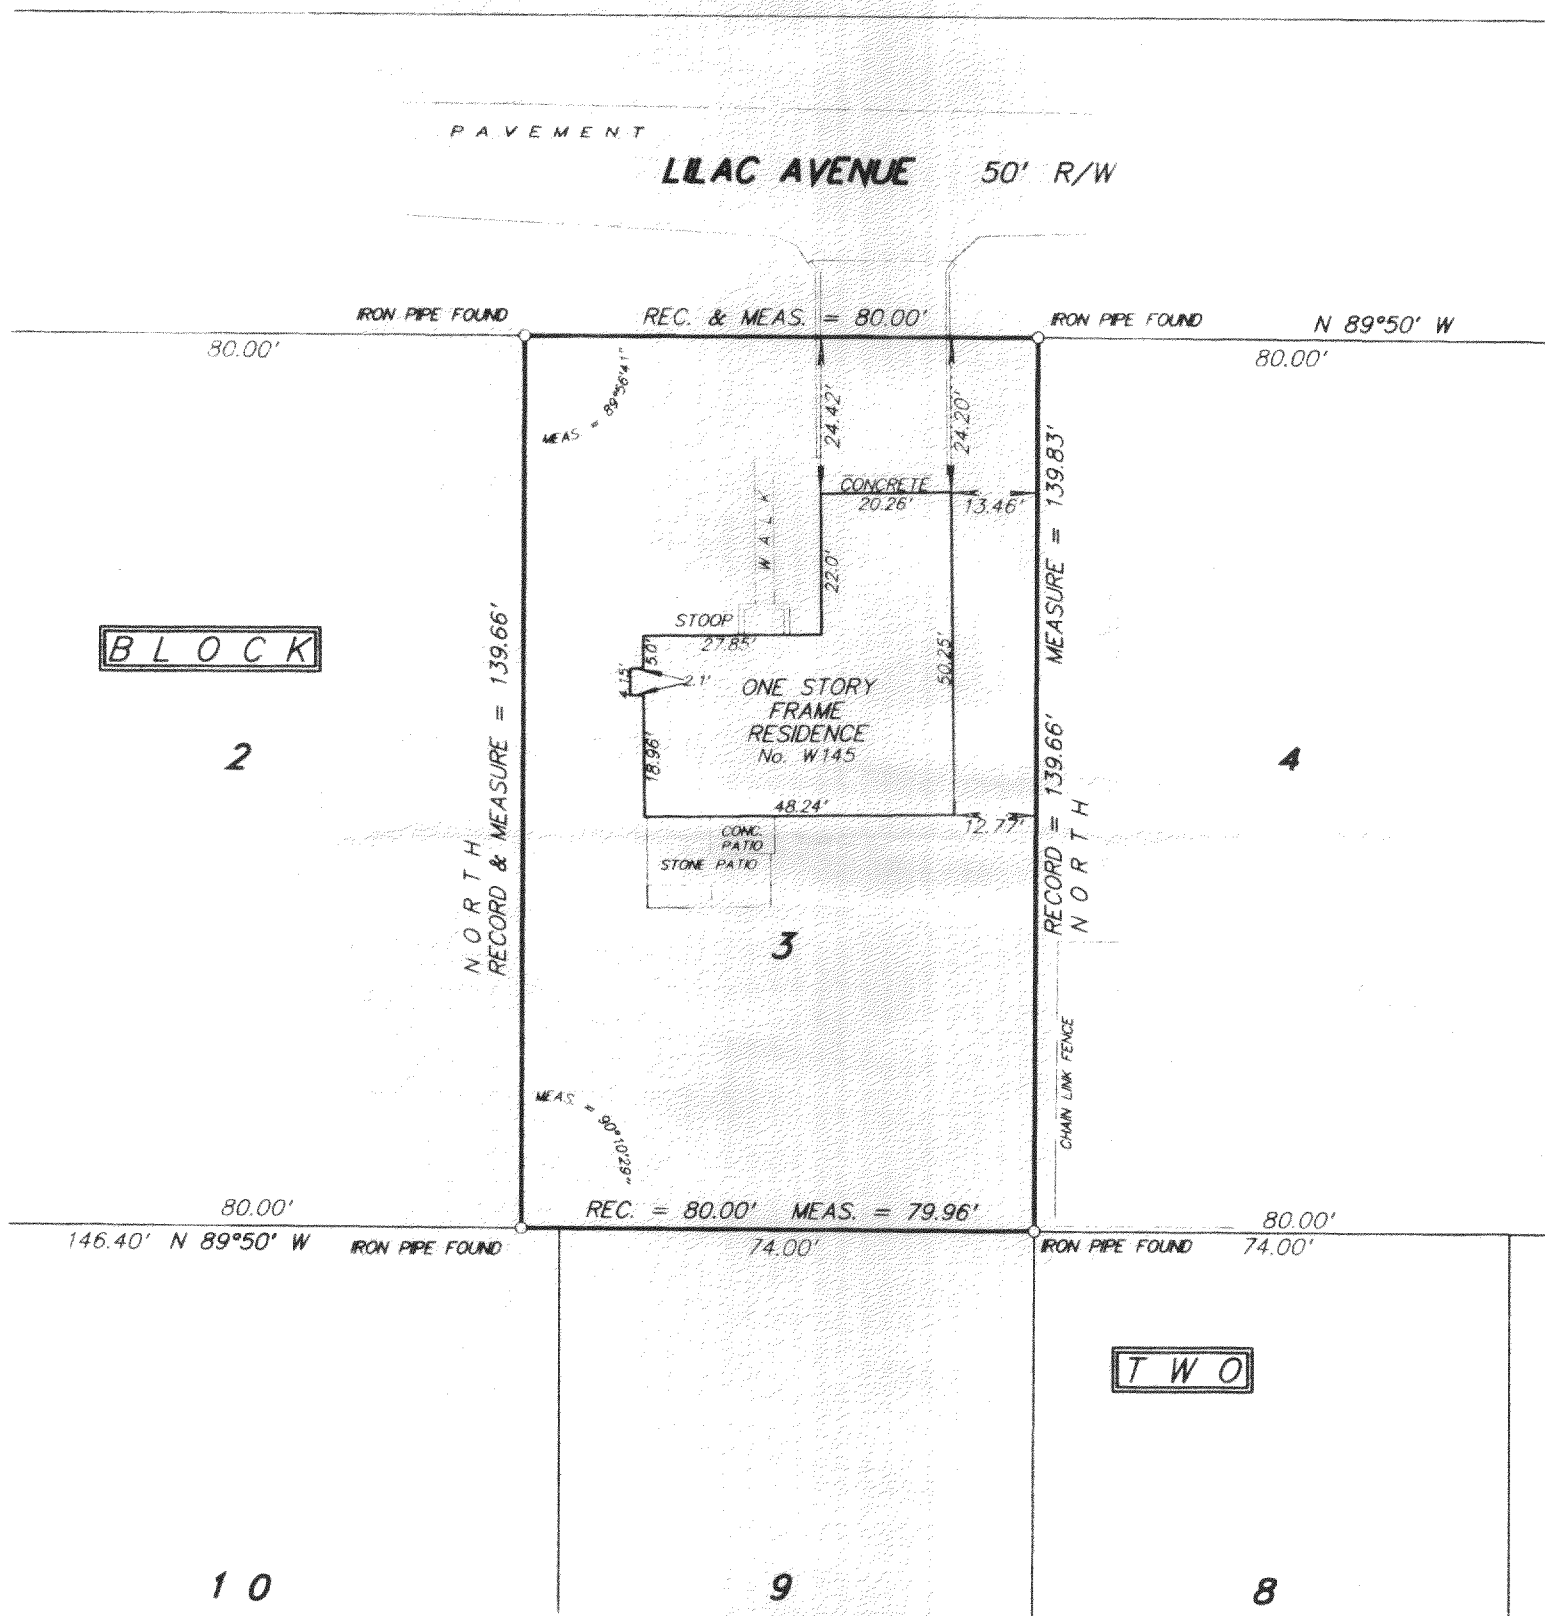 PAVEMENT
LILAC AVENUE 50' R/W
IRON PIPE FOUND
REC. & MEAS. = 80.00'
IRON PIPE FOUND
N 89°50' W
80.00'
80.00'
MEAS. = 89°56'41"
24.42'
24.20'
CONCRETE
20.26'
13.46'
WALK
22.0'
STOOP
27.85'
5.0'
4.15'
2.1'
50.25'
ONE STORY
FRAME
RESIDENCE
No. W145
18.96'
48.24'
12.77'
CONC.
PATIO
STONE PATIO
NORTH
RECORD & MEASURE = 139.66'
RECORD = 139.66' MEASURE = 139.83'
NORTH
BLOCK
2
3
4
CHAIN LINK FENCE
MEAS. = 90°10'29"
80.00'
REC. = 80.00' MEAS. = 79.96'
80.00'
146.40' N 89°50' W
IRON PIPE FOUND
74.00'
IRON PIPE FOUND
74.00'
TWO
10
9
8